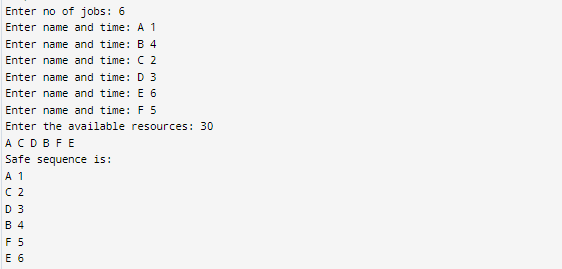 Enter no of jobs: 6
Enter name and time: A 1
Enter name and time: B 4
Enter name and time: C 2
Enter name and time: D 3
Enter name and time: E 6
Enter name and time: F 5
Enter the available resources: 30
A C D B F E
Safe sequence is:
A 1
C 2
D 3
B 4
F 5
E 6